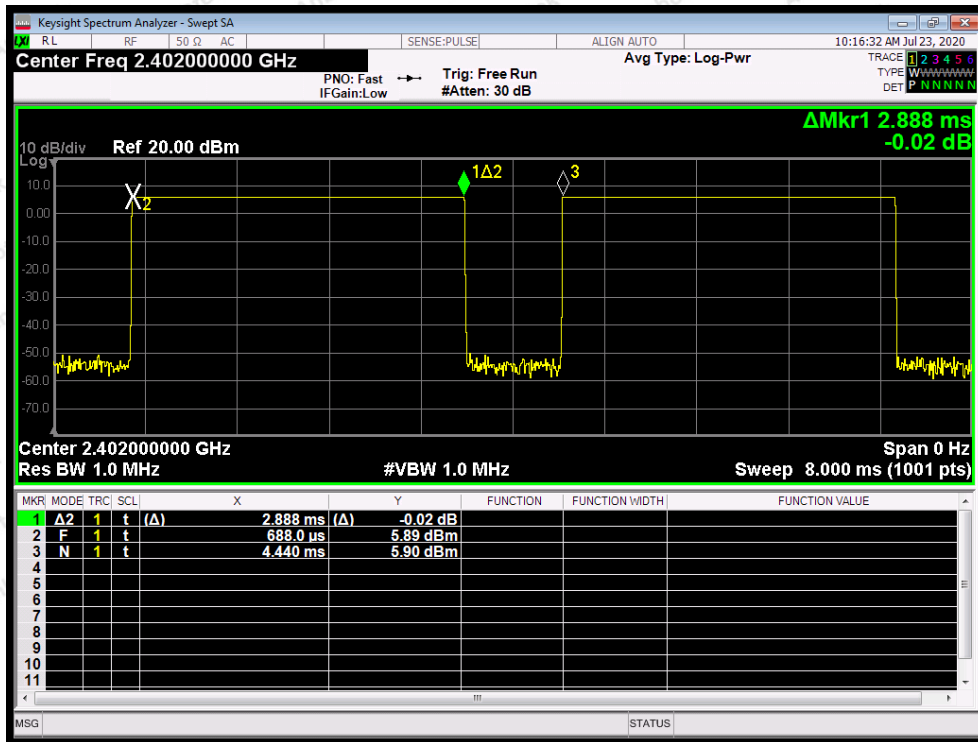 Keysight Spectrum Analyzer - Swept SA
LXI RL RF 50 Ω AC SENSE:PULSE ALIGN AUTO 10:16:32 AM Jul 23, 2020
Center Freq 2.402000000 GHz Avg Type: Log-Pwr TRACE 1 2 3 4 5 6
PNO: Fast Trig: Free Run TYPE WWWWWW
IFGain:Low #Atten: 30 dB DET P N N N N N
ΔMkr1 2.888 ms
10 dB/div Ref 20.00 dBm -0.02 dB
Log
1Δ2 3
10.0
2
0.00
-10.0
-20.0
-30.0
-40.0
-50.0
-60.0
-70.0
Center 2.402000000 GHz Span 0 Hz
Res BW 1.0 MHz #VBW 1.0 MHz Sweep 8.000 ms (1001 pts)
MKR MODE TRC SCL X Y FUNCTION FUNCTION WIDTH FUNCTION VALUE
1 Δ2 1 t (Δ) 2.888 ms (Δ) -0.02 dB
2 F 1 t 688.0 µs 5.89 dBm
3 N 1 t 4.440 ms 5.90 dBm
4
5
6
7
8
9
10
11
MSG STATUS